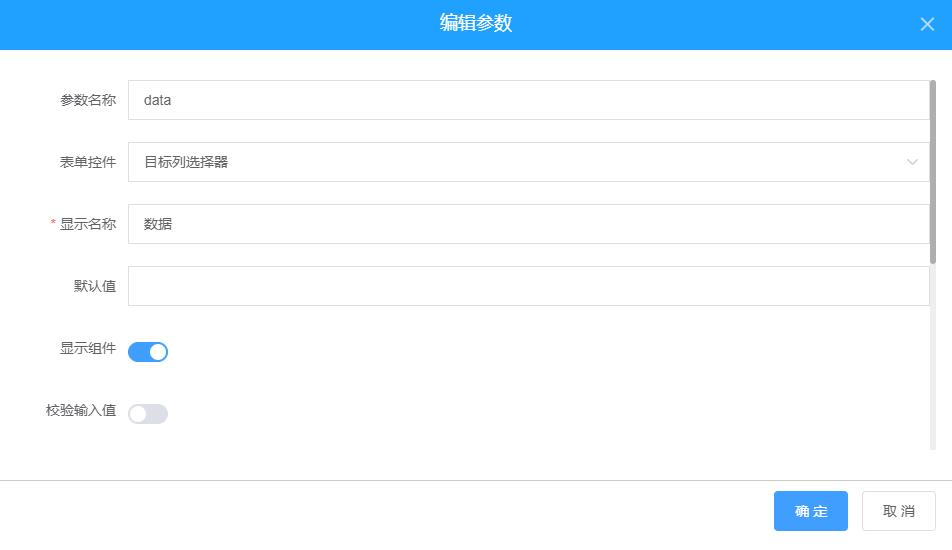 编辑参数
参数名称 data
表单控件 目标列选择器
* 显示名称 数据
默认值
显示组件
校验输入值
确 定 取 消